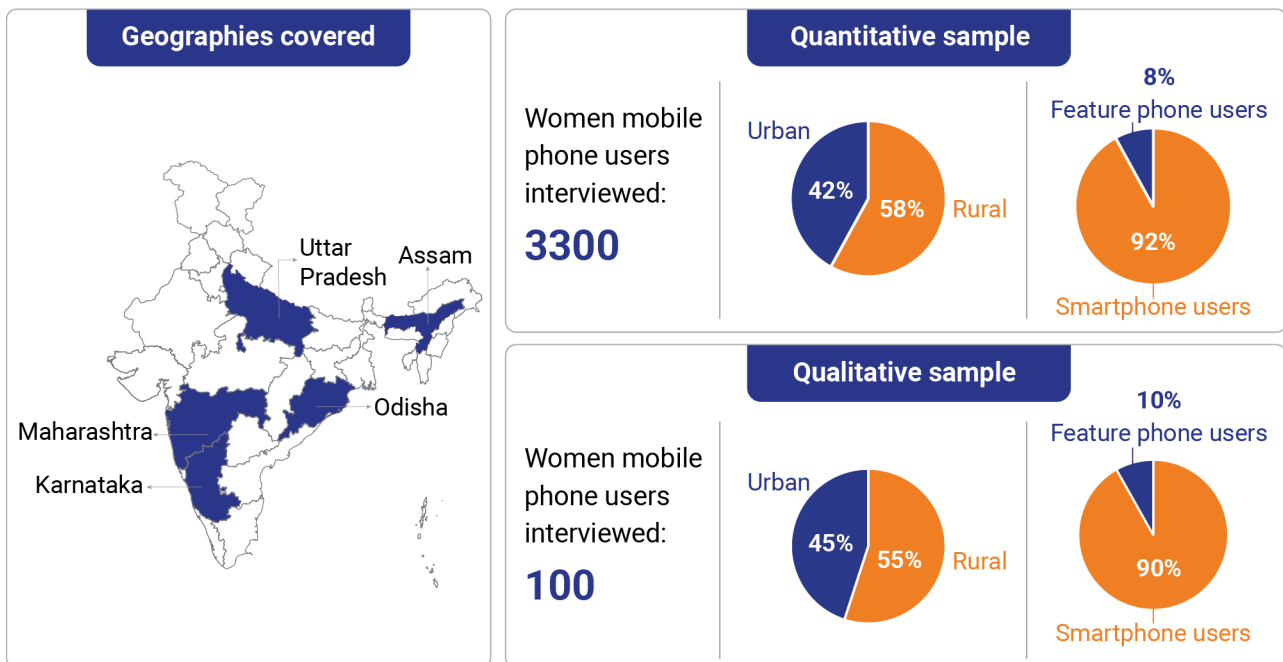 Geographies covered
Uttar
Pradesh
Assam
Odisha
Maharashtra
Karnataka
Quantitative sample
Women mobile
phone users
interviewed:
3300
Urban
42%
58%
Rural
8%
Feature phone users
92%
Smartphone users
Qualitative sample
Women mobile
phone users
interviewed:
100
Urban
45%
55%
Rural
10%
Feature phone users
90%
Smartphone users